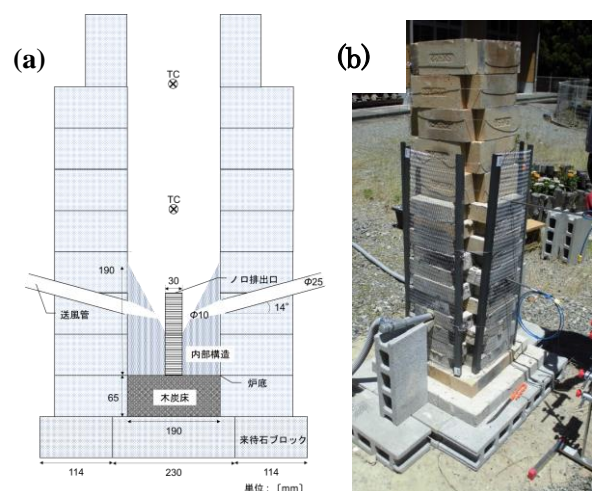 (a)
(b)
TC
TC
30
ノロ排出口
Φ25
190
Φ10
14°
送風管
内部構造
炉底
65
木炭床
190
来待石ブロック
114
230
114
単位：[mm]